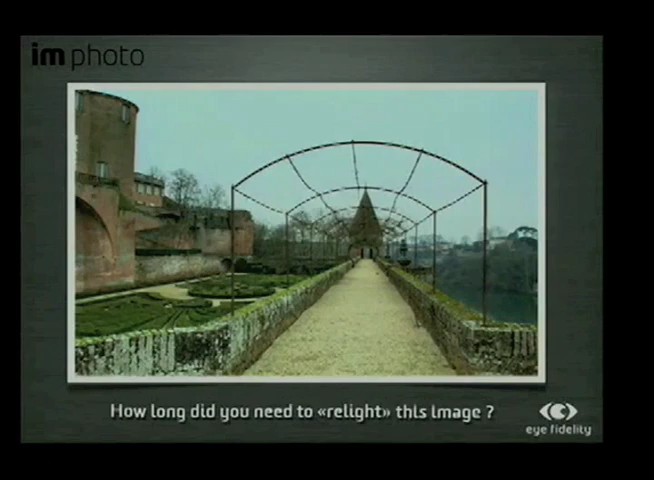 im photo
How long did you need to «relight» this image ?
eye fidelity